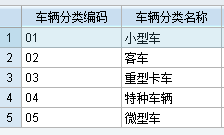 车辆分类编码 车辆分类名称
1 01 小型车
2 02 客车
3 03 重型卡车
4 04 特种车辆
5 05 微型车